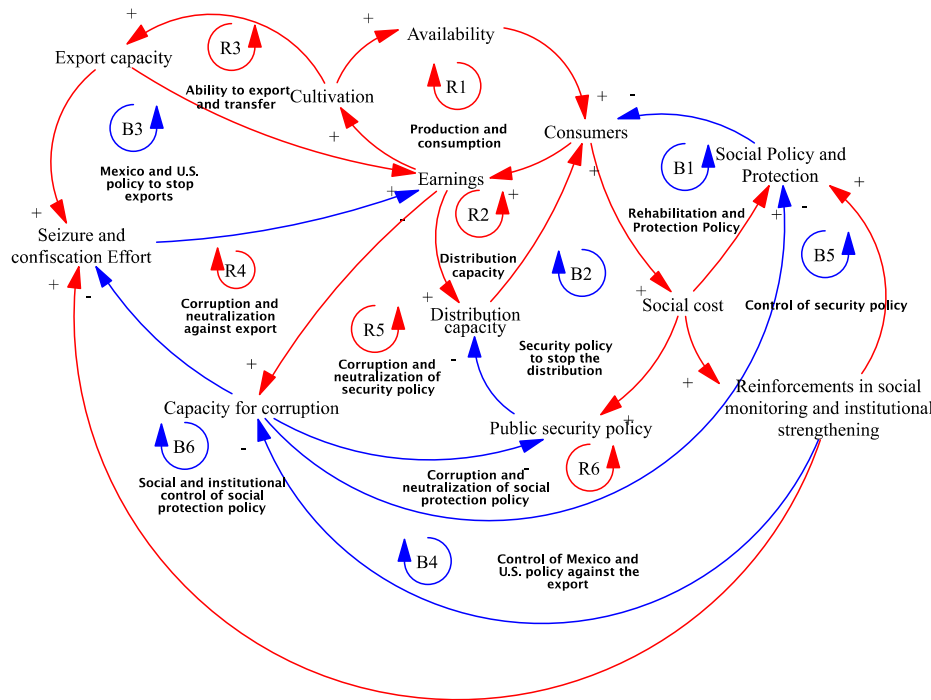 +
+
+
Availability
R3
Export capacity
R1
Ability to export
and transfer
Cultivation
+
-
+
Consumers
B3
Production and
consumption
+
Social Policy and
Protection
B1
Mexico and U.S.
policy to stop
exports
Earnings
+
+
+
-
+
-
+
+
-
R2
Rehabilitation and
Protection Policy
Seizure and
confiscation Effort
B5
Distribution
capacity
B2
R4
+
-
+
+
Corruption and
neutralization
against export
R5
Distribution
capacity
Social cost
Control of security policy
Security policy
to stop the
distribution
Corruption and
neutralization of
security policy
-
+
+
Reinforcements in social
monitoring and institutional
strengthening
Capacity for corruption
+
Public security policy
B6
-
-
R6
Social and institutional
control of social
protection policy
Corruption and
neutralization of social
protection policy
B4
Control of Mexico and
U.S. policy against the
export